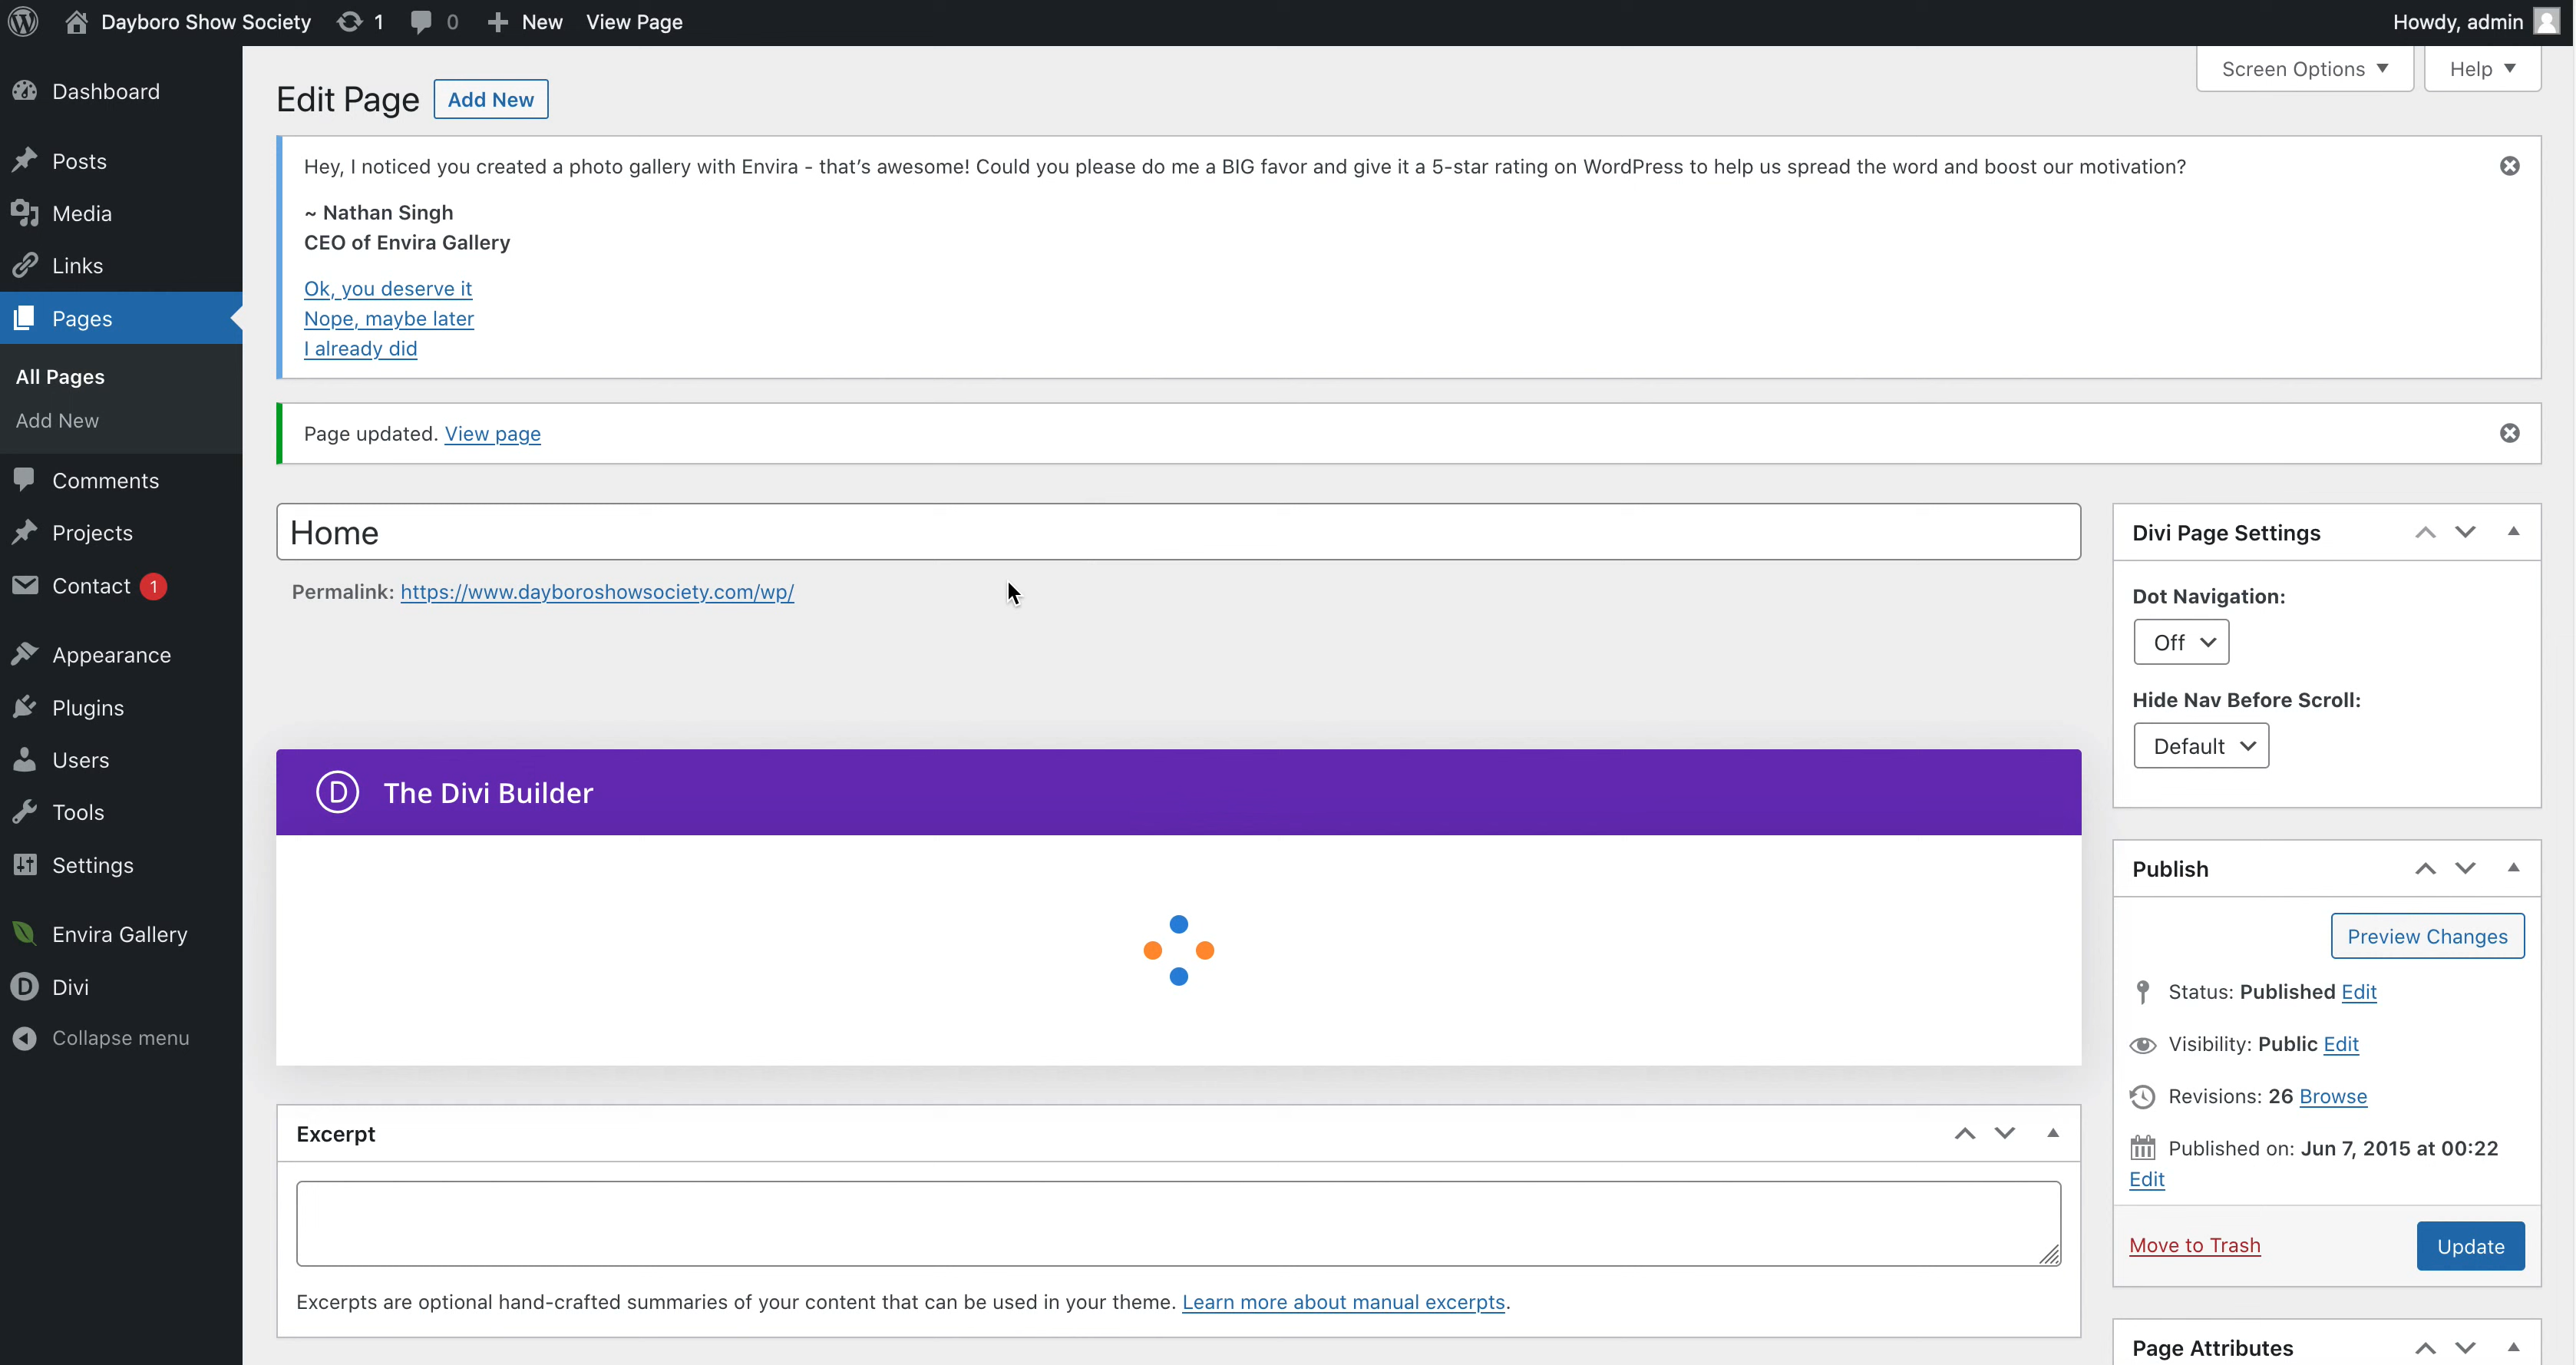 Dayboro Show Society 1 0 New View Page Howdy, admin
Screen Options Help
Dashboard
Posts
Media
Links
Pages
All Pages
Add New
Comments
Projects
Contact 1
Appearance
Plugins
Users
Tools
Settings
Envira Gallery
Divi
Collapse menu
Edit Page Add New
Hey, I noticed you created a photo gallery with Envira - that's awesome! Could you please do me a BIG favor and give it a 5-star rating on WordPress to help us spread the word and boost our motivation?
~ Nathan Singh
CEO of Envira Gallery
Ok, you deserve it
Nope, maybe later
I already did
Page updated. View page
Home
Permalink: https://www.dayboroshowsociety.com/wp/
The Divi Builder
Excerpt
Excerpts are optional hand-crafted summaries of your content that can be used in your theme. Learn more about manual excerpts.
Divi Page Settings
Dot Navigation:
Off
Hide Nav Before Scroll:
Default
Publish
Preview Changes
Status: Published Edit
Visibility: Public Edit
Revisions: 26 Browse
Published on: Jun 7, 2015 at 00:22
Edit
Move to Trash Update
Page Attributes